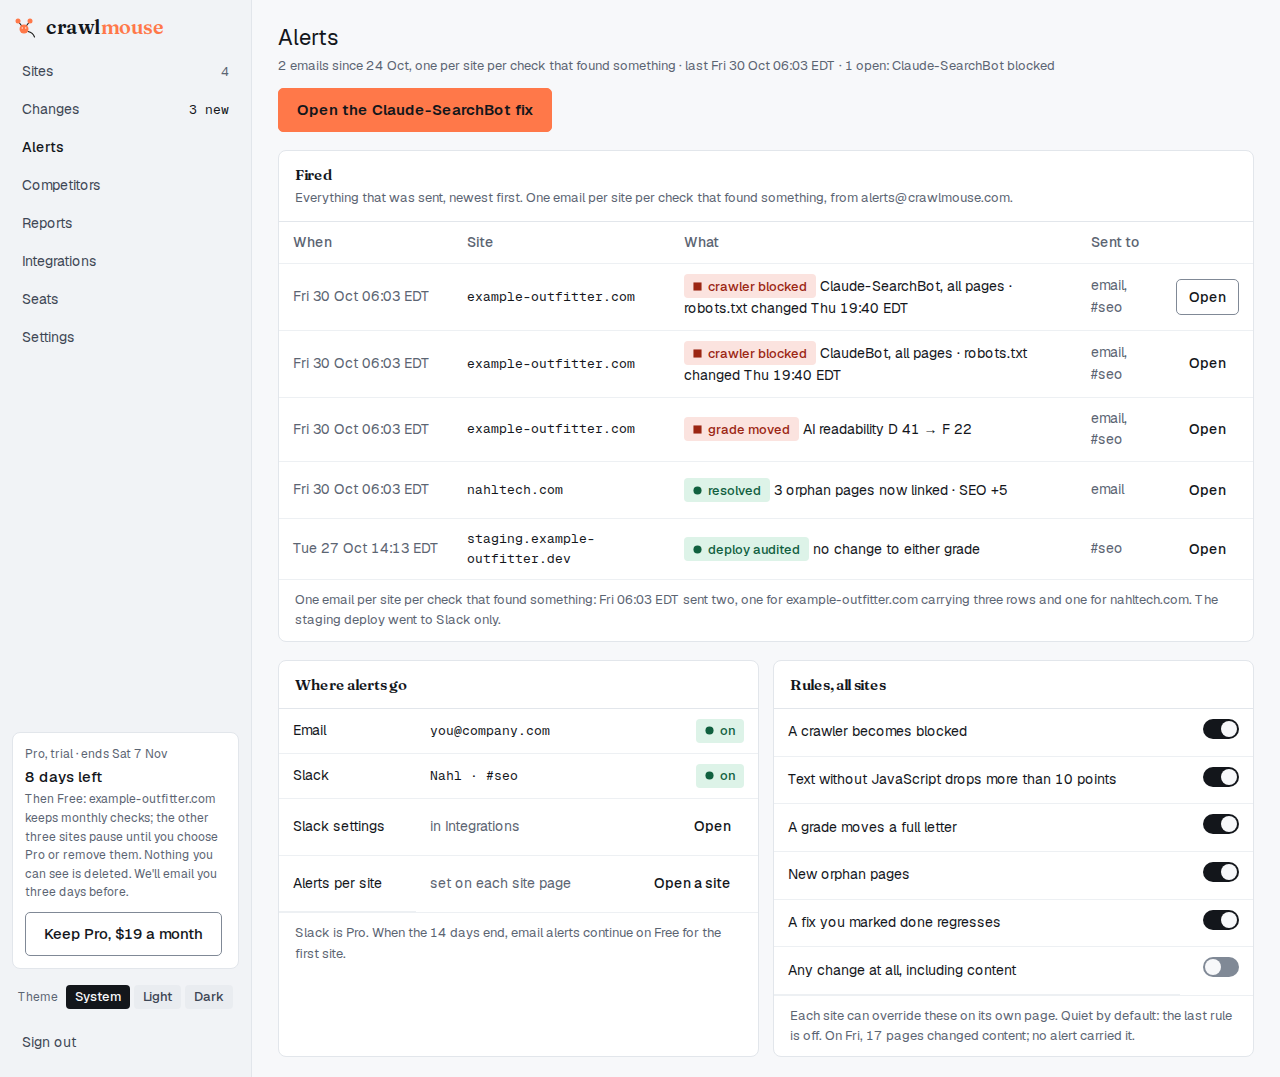 crawlmouse
Sites 4
Changes 3 new
Alerts
Competitors
Reports
Integrations
Seats
Settings
Pro, trial · ends Sat 7 Nov
8 days left
Then Free: example-outfitter.com
keeps monthly checks; the other
three sites pause until you choose
Pro or remove them. Nothing you
can see is deleted. We'll email you
three days before.
Keep Pro, $19 a month
Theme System Light Dark
Sign out
Alerts
2 emails since 24 Oct, one per site per check that found something · last Fri 30 Oct 06:03 EDT · 1 open: Claude-SearchBot blocked
Open the Claude-SearchBot fix
Fired
Everything that was sent, newest first. One email per site per check that found something, from alerts@crawlmouse.com.
When Site What Sent to
Fri 30 Oct 06:03 EDT example-outfitter.com crawler blocked Claude-SearchBot, all pages · email, Open
robots.txt changed Thu 19:40 EDT #seo
Fri 30 Oct 06:03 EDT example-outfitter.com crawler blocked ClaudeBot, all pages · robots.txt email, Open
changed Thu 19:40 EDT #seo
Fri 30 Oct 06:03 EDT example-outfitter.com grade moved AI readability D 41 → F 22 email, Open
#seo
Fri 30 Oct 06:03 EDT nahltech.com resolved 3 orphan pages now linked · SEO +5 email Open
Tue 27 Oct 14:13 EDT staging.example- deploy audited no change to either grade #seo Open
outfitter.dev
One email per site per check that found something: Fri 06:03 EDT sent two, one for example-outfitter.com carrying three rows and one for nahltech.com. The
staging deploy went to Slack only.
Where alerts go
Email you@company.com on
Slack Nahl · #seo on
Slack settings in Integrations Open
Alerts per site set on each site page Open a site
Slack is Pro. When the 14 days end, email alerts continue on Free for the
first site.
Rules, all sites
A crawler becomes blocked
Text without JavaScript drops more than 10 points
A grade moves a full letter
New orphan pages
A fix you marked done regresses
Any change at all, including content
Each site can override these on its own page. Quiet by default: the last rule
is off. On Fri, 17 pages changed content; no alert carried it.